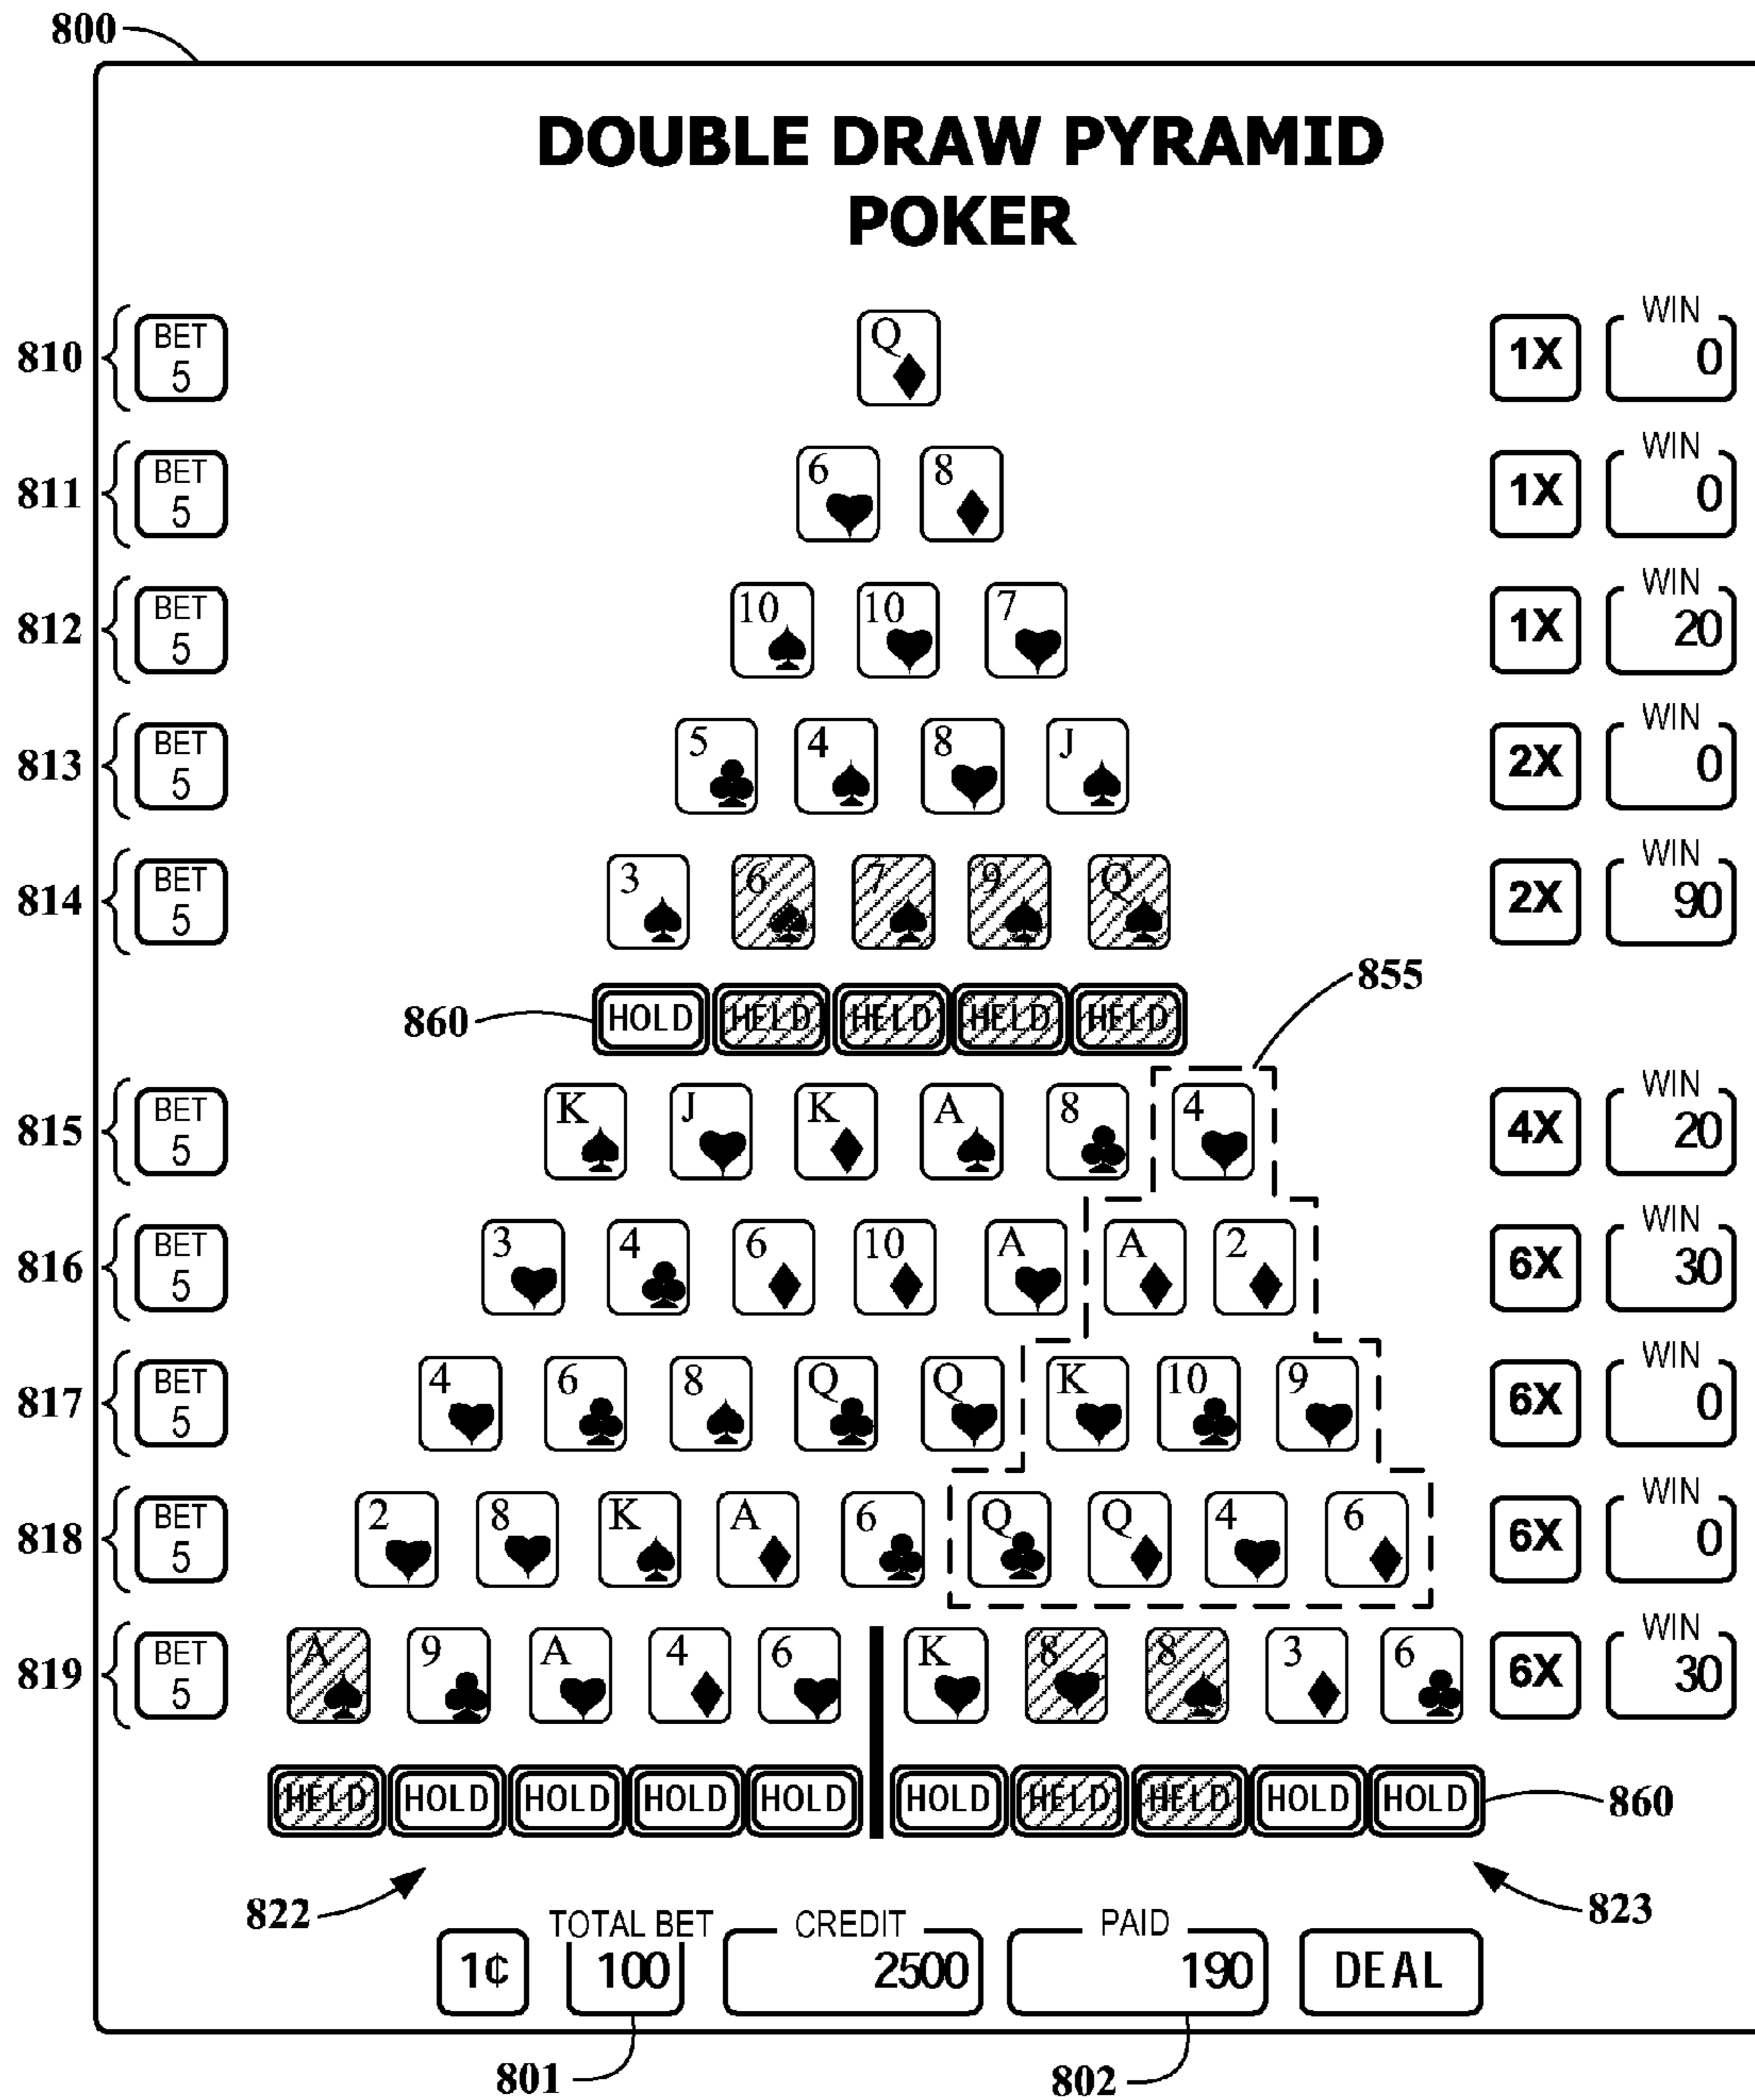 800
DOUBLE DRAW PYRAMID
POKER
810 BET 5 Q 1X WIN 0
811 BET 5 6 8 1X WIN 0
812 BET 5 10 10 7 1X WIN 20
813 BET 5 5 4 8 J 2X WIN 0
814 BET 5 3 6 7 9 Q 2X WIN 90
855
860 HOLD HELD HELD HELD HELD
815 BET 5 K J K A 8 4 4X WIN 20
816 BET 5 3 4 6 10 A A 2 6X WIN 30
817 BET 5 4 6 8 Q Q K 10 9 6X WIN 0
818 BET 5 2 8 K A 6 Q Q 4 6 6X WIN 0
819 BET 5 A 9 A 4 6 K 8 8 3 6 6X WIN 30
HELD HOLD HOLD HOLD HOLD HOLD HELD HELD HOLD HOLD 860
822 823
TOTAL BET CREDIT PAID
1¢ 100 2500 190 DEAL
801 802